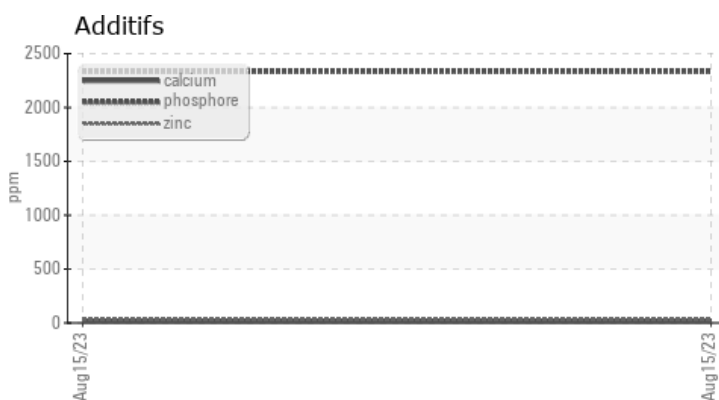 Additifs
2500
2000
1500
1000
500
0
ppm
calcium
phosphore
zinc
Aug15/23
Aug15/23